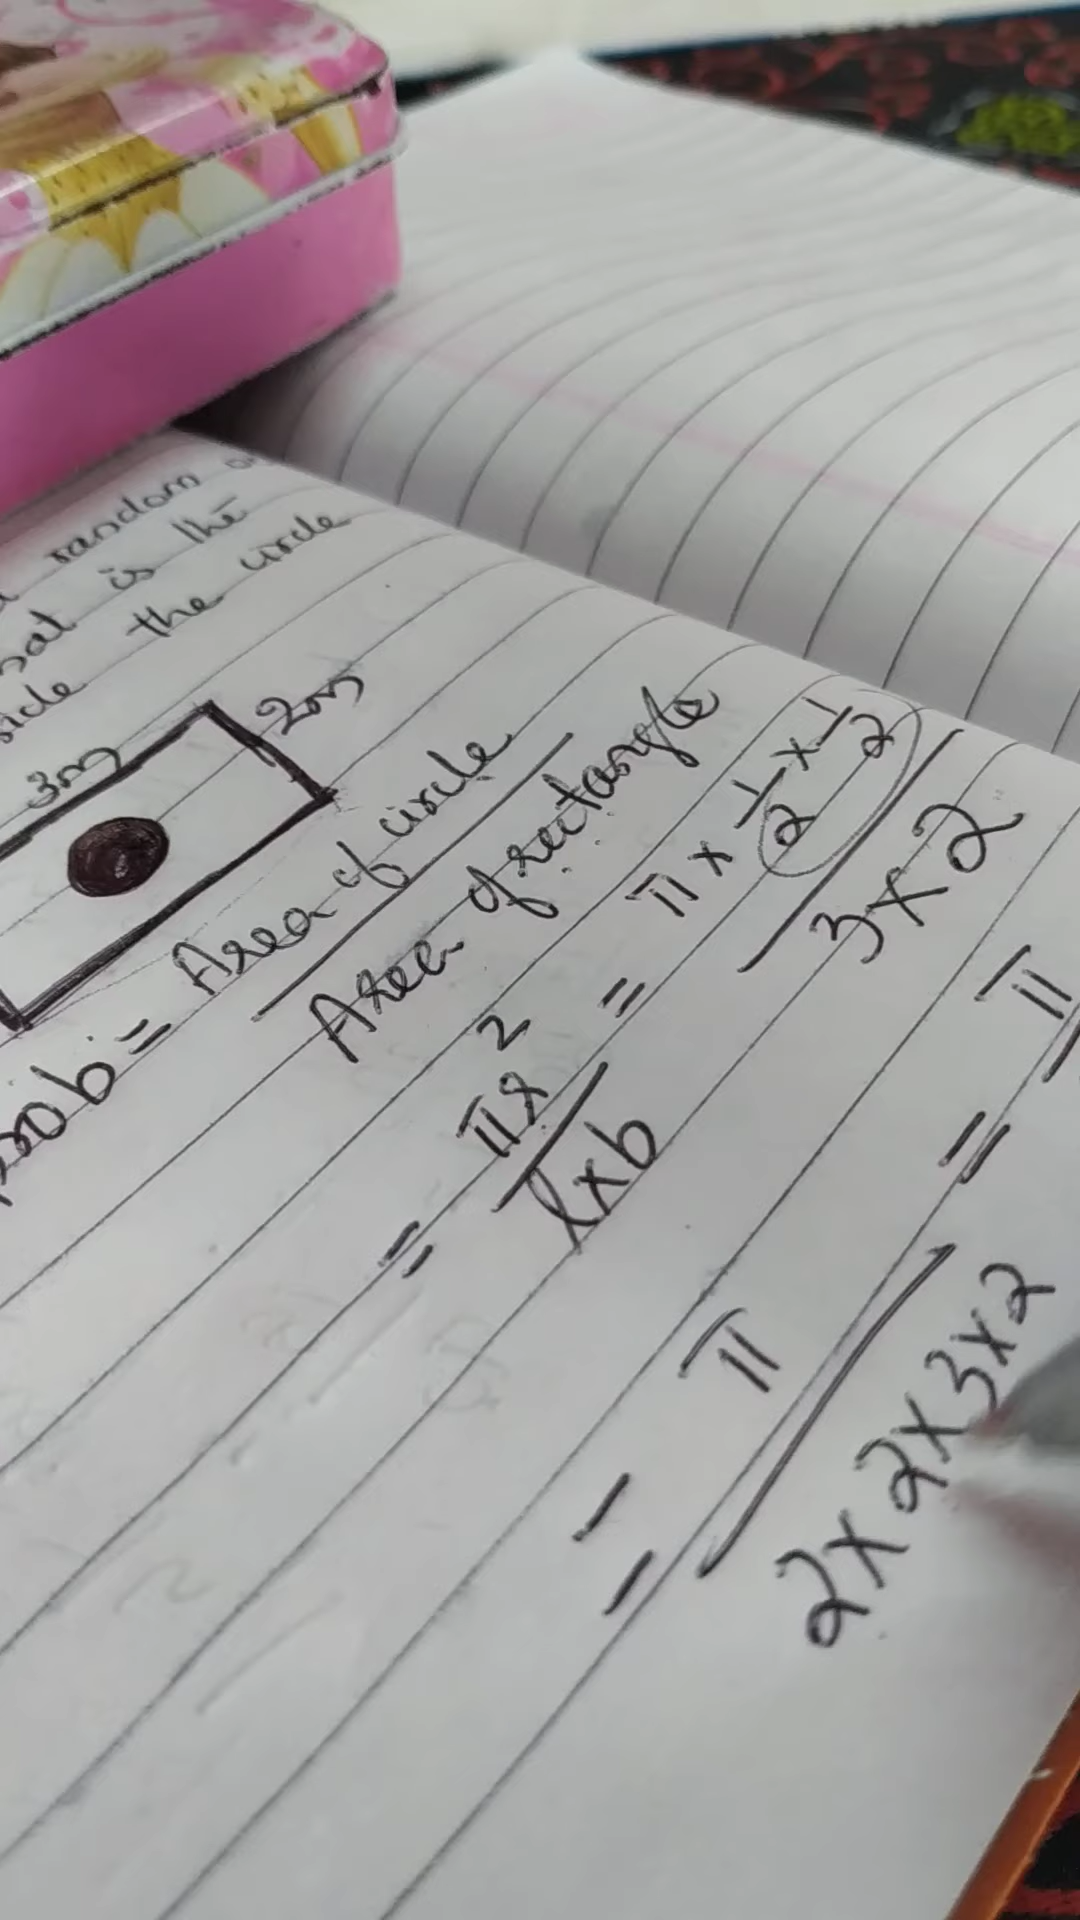 random
is the
side the circle
3m 2m
prob = Area of circle / Area of rectangle
= πr² / l×b = π × 1/2 × 1/2 / 3×2
= π / 2×2×3×2 = π